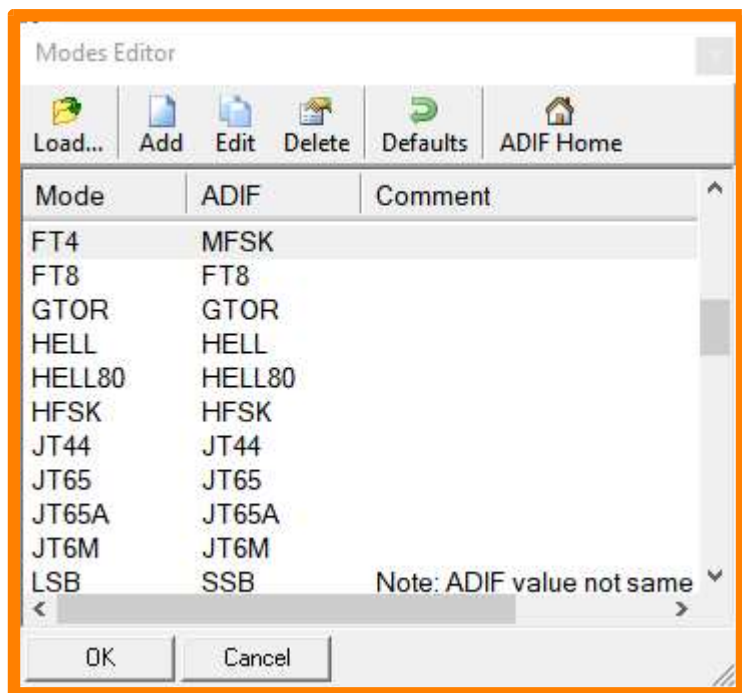 Modes Editor
Load... Add Edit Delete Defaults ADIF Home
Mode ADIF Comment
FT4 MFSK
FT8 FT8
GTOR GTOR
HELL HELL
HELL80 HELL80
HFSK HFSK
JT44 JT44
JT65 JT65
JT65A JT65A
JT6M JT6M
LSB SSB Note: ADIF value not same
OK Cancel